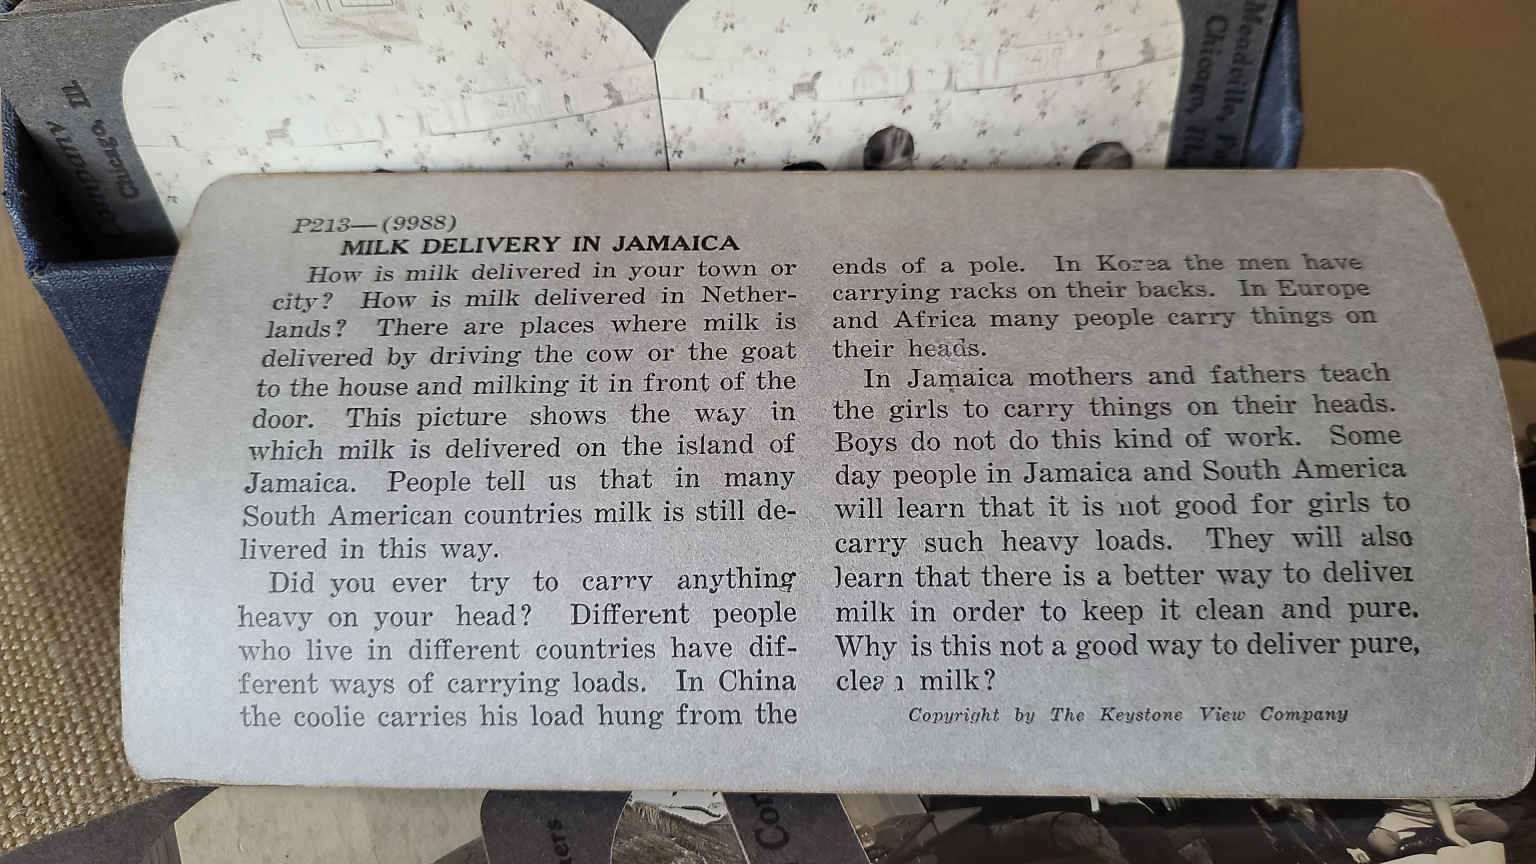 Meadville, Pa.
Chicago, Ill.
P213—(9988)
MILK DELIVERY IN JAMAICA
How is milk delivered in your town or
city? How is milk delivered in Nether-
lands? There are places where milk is
delivered by driving the cow or the goat
to the house and milking it in front of the
door. This picture shows the way in
which milk is delivered on the island of
Jamaica. People tell us that in many
South American countries milk is still de-
livered in this way.
Did you ever try to carry anything
heavy on your head? Different people
who live in different countries have dif-
ferent ways of carrying loads. In China
the coolie carries his load hung from the
ends of a pole. In Korea the men have
carrying racks on their backs. In Europe
and Africa many people carry things on
their heads.
In Jamaica mothers and fathers teach
the girls to carry things on their heads.
Boys do not do this kind of work. Some
day people in Jamaica and South America
will learn that it is not good for girls to
carry such heavy loads. They will also
learn that there is a better way to deliver
milk in order to keep it clean and pure.
Why is this not a good way to deliver pure,
clean milk?
Copyright by The Keystone View Company
ers
Co